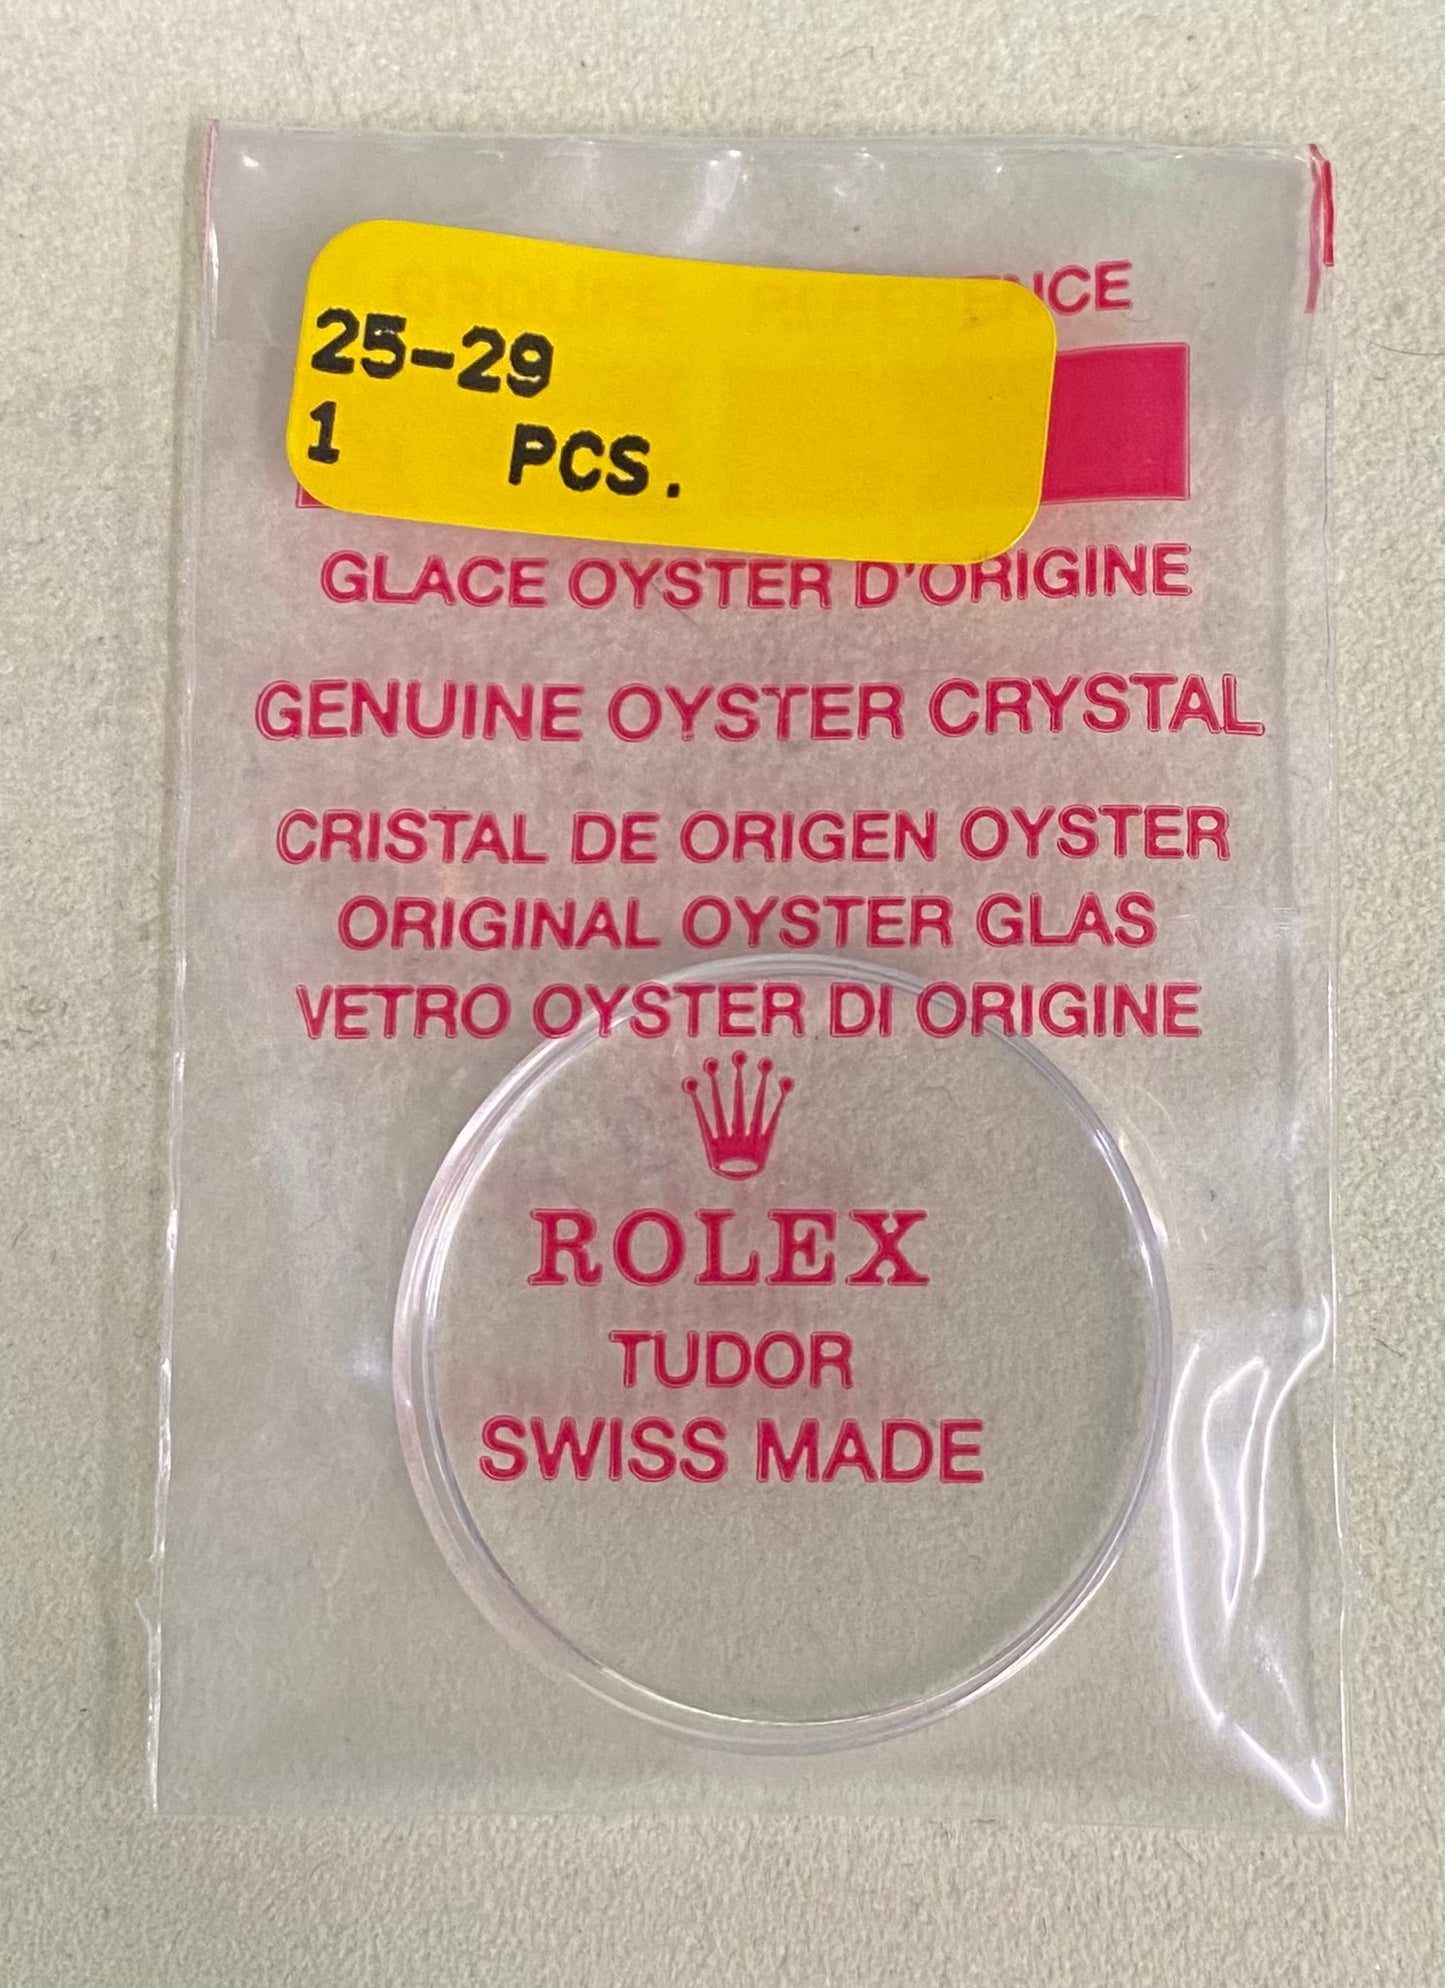 25-29
1 PCS.
GLACE OYSTER D'ORIGINE
GENUINE OYSTER CRYSTAL
CRISTAL DE ORIGEN OYSTER
ORIGINAL OYSTER GLAS
VETRO OYSTER DI ORIGINE
ROLEX
TUDOR
SWISS MADE